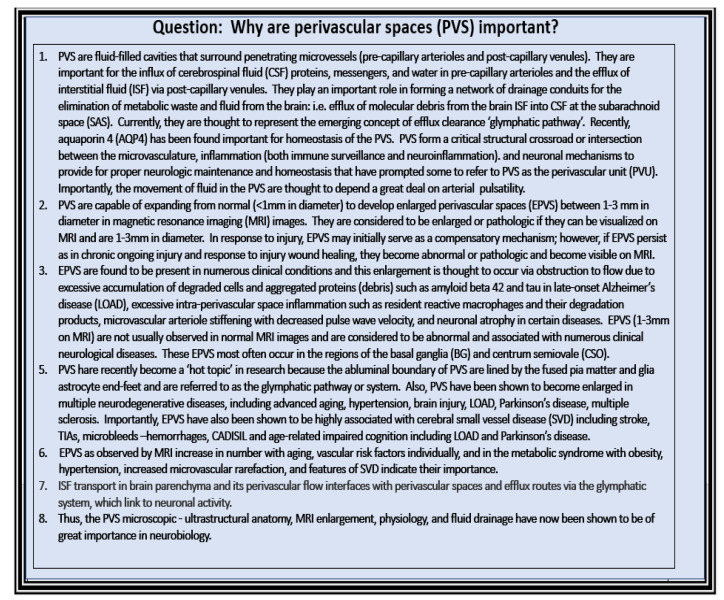 Question: Why are perivascular spaces (PVS) important?
1. PVS are fluid-filled cavities that surround penetrating microvessels (pre-capillary arterioles and post-capillary venules). They are
important for the influx of cerebrospinal fluid (CSF) proteins, messengers, and water in pre-capillary arterioles and the efflux of
interstitial fluid (ISF) via post-capillary venules. They play an important role in forming a network of drainage conduits for the
elimination of metabolic waste and fluid from the brain: i.e. efflux of molecular debris from the brain ISF into CSF at the subarachnoid
space (SAS). Currently, they are thought to represent the emerging concept of efflux clearance 'glymphatic pathway'. Recently,
aquaporin 4 (AQP4) has been found important for homeostasis of the PVS. PVS form a critical structural crossroad or intersection
between the microvasculature, inflammation (both immune surveillance and neuroinflammation). and neuronal mechanisms to
provide for proper neurologic maintenance and homeostasis that have prompted some to refer to PVS as the perivascular unit (PVU).
Importantly, the movement of fluid in the PVS are thought to depend a great deal on arterial pulsatility.
2. PVS are capable of expanding from normal (<1mm in diameter) to develop enlarged perivascular spaces (EPVS) between 1-3 mm in
diameter in magnetic resonance imaging (MRI) images. They are considered to be enlarged or pathologic if they can be visualized on
MRI and are 1-3mm in diameter. In response to injury, EPVS may initially serve as a compensatory mechanism; however, if EPVS persist
as in chronic ongoing injury and response to injury wound healing, they become abnormal or pathologic and become visible on MRI.
3. EPVS are found to be present in numerous clinical conditions and this enlargement is thought to occur via obstruction to flow due to
excessive accumulation of degraded cells and aggregated proteins (debris) such as amyloid beta 42 and tau in late-onset Alzheimer's
disease (LOAD), excessive intra-perivascular space inflammation such as resident reactive macrophages and their degradation
products, microvascular arteriole stiffening with decreased pulse wave velocity, and neuronal atrophy in certain diseases. EPVS (1-3mm
on MRI) are not usually observed in normal MRI images and are considered to be abnormal and associated with numerous clinical
neurological diseases. These EPVS most often occur in the regions of the basal ganglia (BG) and centrum semiovale (CSO).
5. PVS hare recently become a 'hot topic' in research because the abluminal boundary of PVS are lined by the fused pia matter and glia
astrocyte end-feet and are referred to as the glymphatic pathway or system. Also, PVS have been shown to become enlarged in
multiple neurodegenerative diseases, including advanced aging, hypertension, brain injury, LOAD, Parkinson's disease, multiple
sclerosis. Importantly, EPVS have also been shown to be highly associated with cerebral small vessel disease (SVD) including stroke,
TIAs, microbleeds –hemorrhages, CADISIL and age-related impaired cognition including LOAD and Parkinson's disease.
6. EPVS as observed by MRI increase in number with aging, vascular risk factors individually, and in the metabolic syndrome with obesity,
hypertension, increased microvascular rarefaction, and features of SVD indicate their importance.
7. ISF transport in brain parenchyma and its perivascular flow interfaces with perivascular spaces and efflux routes via the glymphatic
system, which link to neuronal activity.
8. Thus, the PVS microscopic - ultrastructural anatomy, MRI enlargement, physiology, and fluid drainage have now been shown to be of
great importance in neurobiology.